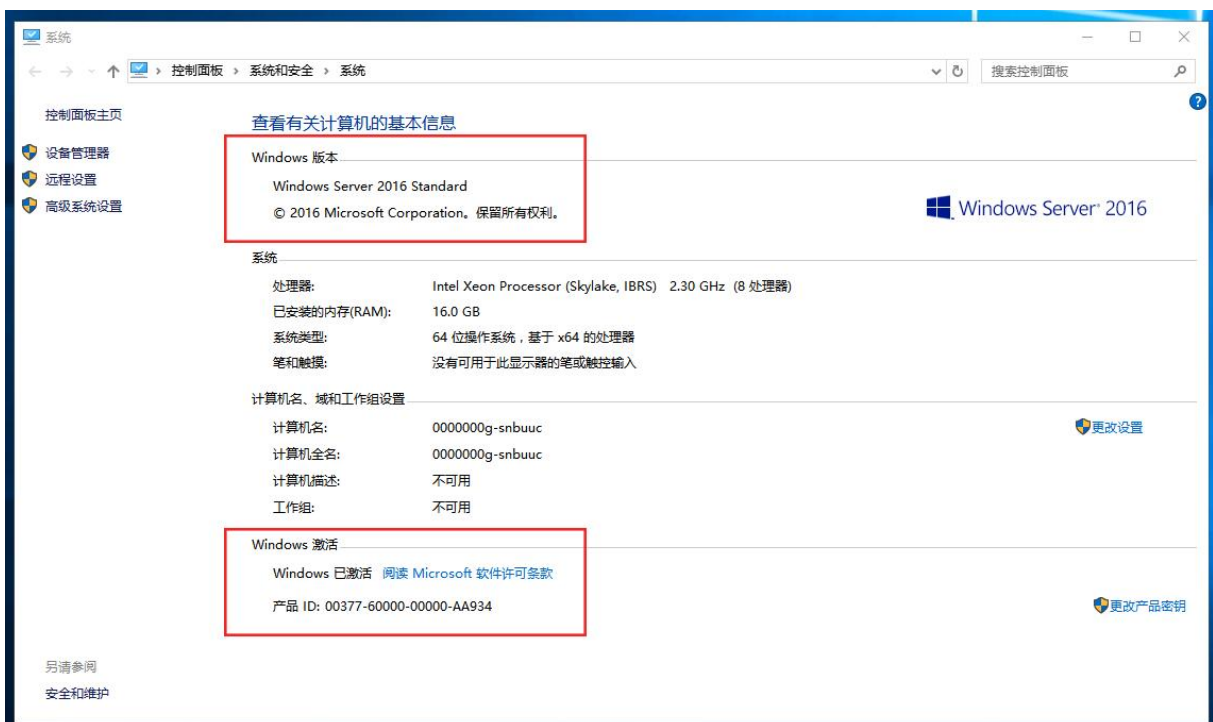 系统
控制面板 › 系统和安全 › 系统
搜索控制面板
控制面板主页
设备管理器
远程设置
高级系统设置
查看有关计算机的基本信息
Windows 版本
Windows Server 2016 Standard
© 2016 Microsoft Corporation。保留所有权利。
Windows Server 2016
系统
处理器: Intel Xeon Processor (Skylake, IBRS) 2.30 GHz (8 处理器)
已安装的内存(RAM): 16.0 GB
系统类型: 64 位操作系统，基于 x64 的处理器
笔和触摸: 没有可用于此显示器的笔或触控输入
计算机名、域和工作组设置
计算机名: 0000000g-snbuuc 更改设置
计算机全名: 0000000g-snbuuc
计算机描述: 不可用
工作组: 不可用
Windows 激活
Windows 已激活 阅读 Microsoft 软件许可条款
产品 ID: 00377-60000-00000-AA934 更改产品密钥
另请参阅
安全和维护